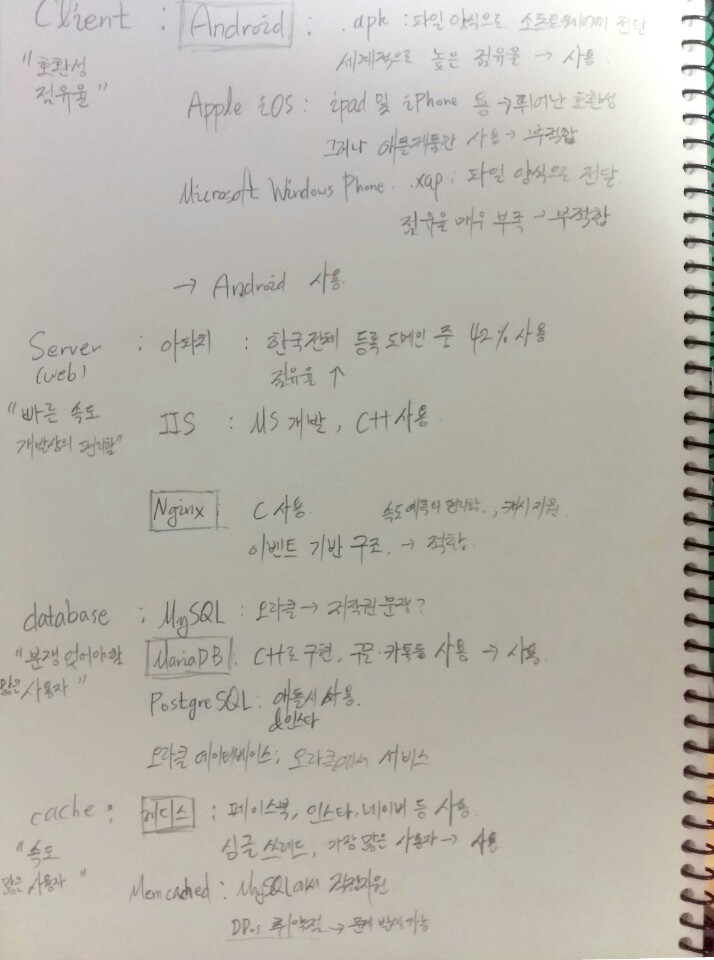 Client : Android : .apk : 파일 양식으로 소프트웨어에 전달
"호환성
점유율"
세계적으로 높은 점유율 → 사용
Apple iOS : ipad 및 iPhone 등 → 뛰어난 호환성
그러나 애플제품만 사용 → 부적합
Microsoft Windows Phone. .xap : 파일 양식으로 전달
점유율 매우 부족 → 부적합
→ Android 사용.
Server : 아파치 : 한국전체 등록 도메인 중 42% 사용
(web)
점유율 ↑
"빠른 속도
개발상의 편리함"
IIS : MS 개발, C++ 사용
Nginx C 사용. 속도 예측의 편리함, 캐시 지원.
이벤트 기반 구조. → 적합.
database : MySQL : 오라클 → 저작권 문장?
"분쟁 없어야함
많은 사용자"
MariaDB. C++로 구현, 구글·카톡등 사용 → 사용.
PostgreSQL : 애플시 사용.
&인스타
오라클 데이터베이스 : 오라클에서 서비스
cache : 레디스 : 페이스북, 인스타, 네이버 등 사용.
"속도
많은 사용자"
싱글 쓰레드, 가장 많은 사용자 → 사용.
Memcached : MySQL에서 직접지원
DDos 취약점 → 문제 발생 가능